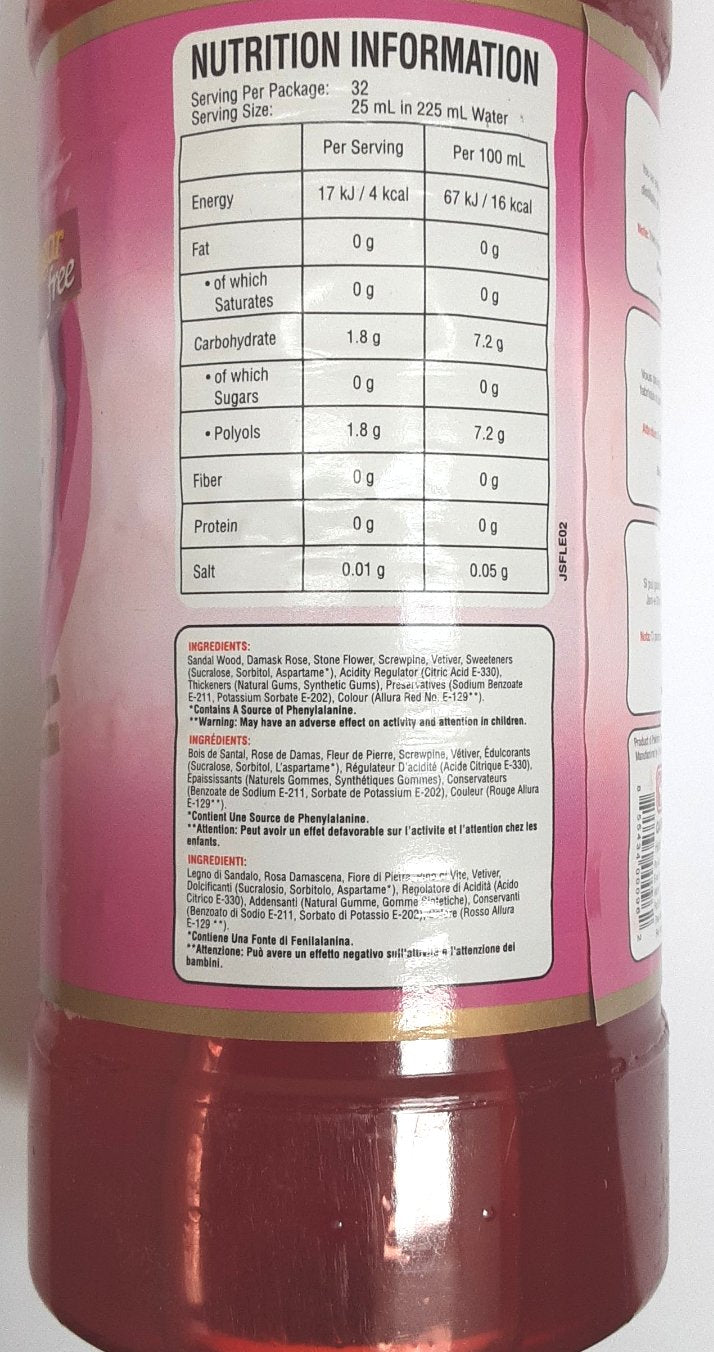 NUTRITION INFORMATION
Serving Per Package: 32
Serving Size: 25 mL in 225 mL Water
Per Serving Per 100 mL
Energy 17 kJ / 4 kcal 67 kJ / 16 kcal
Fat 0 g 0 g
• of which
Saturates 0 g 0 g
Carbohydrate 1.8 g 7.2 g
• of which
Sugars 0 g 0 g
• Polyols 1.8 g 7.2 g
Fiber 0 g 0 g
Protein 0 g 0 g
Salt 0.01 g 0.05 g
JSFLE02
free
INGREDIENTS:
Sandal Wood, Damask Rose, Stone Flower, Screwpine, Vetiver, Sweeteners
(Sucralose, Sorbitol, Aspartame*), Acidity Regulator (Citric Acid E-330),
Thickeners (Natural Gums, Synthetic Gums), Preservatives (Sodium Benzoate
E-211, Potassium Sorbate E-202), Colour (Allura Red No. E-129**).
*Contains A Source of Phenylalanine.
**Warning: May have an adverse effect on activity and attention in children.
INGRÉDIENTS:
Bois de Santal, Rose de Damas, Fleur de Pierre, Screwpine, Vétiver, Édulcorants
(Sucralose, Sorbitol, L'aspartame*), Régulateur D'acidité (Acide Citrique E-330),
Épaississants (Naturels Gommes, Synthétiques Gommes), Conservateurs
(Benzoate de Sodium E-211, Sorbate de Potassium E-202), Couleur (Rouge Allura
E-129**).
*Contient Une Source de Phenylalanine.
**Attention: Peut avoir un effet defavorable sur l'activite et l'attention chez les
enfants.
INGREDIENTI:
Legno di Sandalo, Rosa Damascena, Fiore di Pietra Vite, Vetiver,
Dolcificanti (Sucralosio, Sorbitolo, Aspartame*), Regolatore di Acidità (Acido
Citrico E-330), Addensanti (Natural Gumme, Gomme Conservanti
(Benzoato di Sodio E-211, Sorbato di Potassio E-202), (Rosso Allura
E-129 **).
*Contiene Una Fonte di Fenilalanina.
**Attenzione: Può avere un effetto negativo l'attenzione dei
bambini.